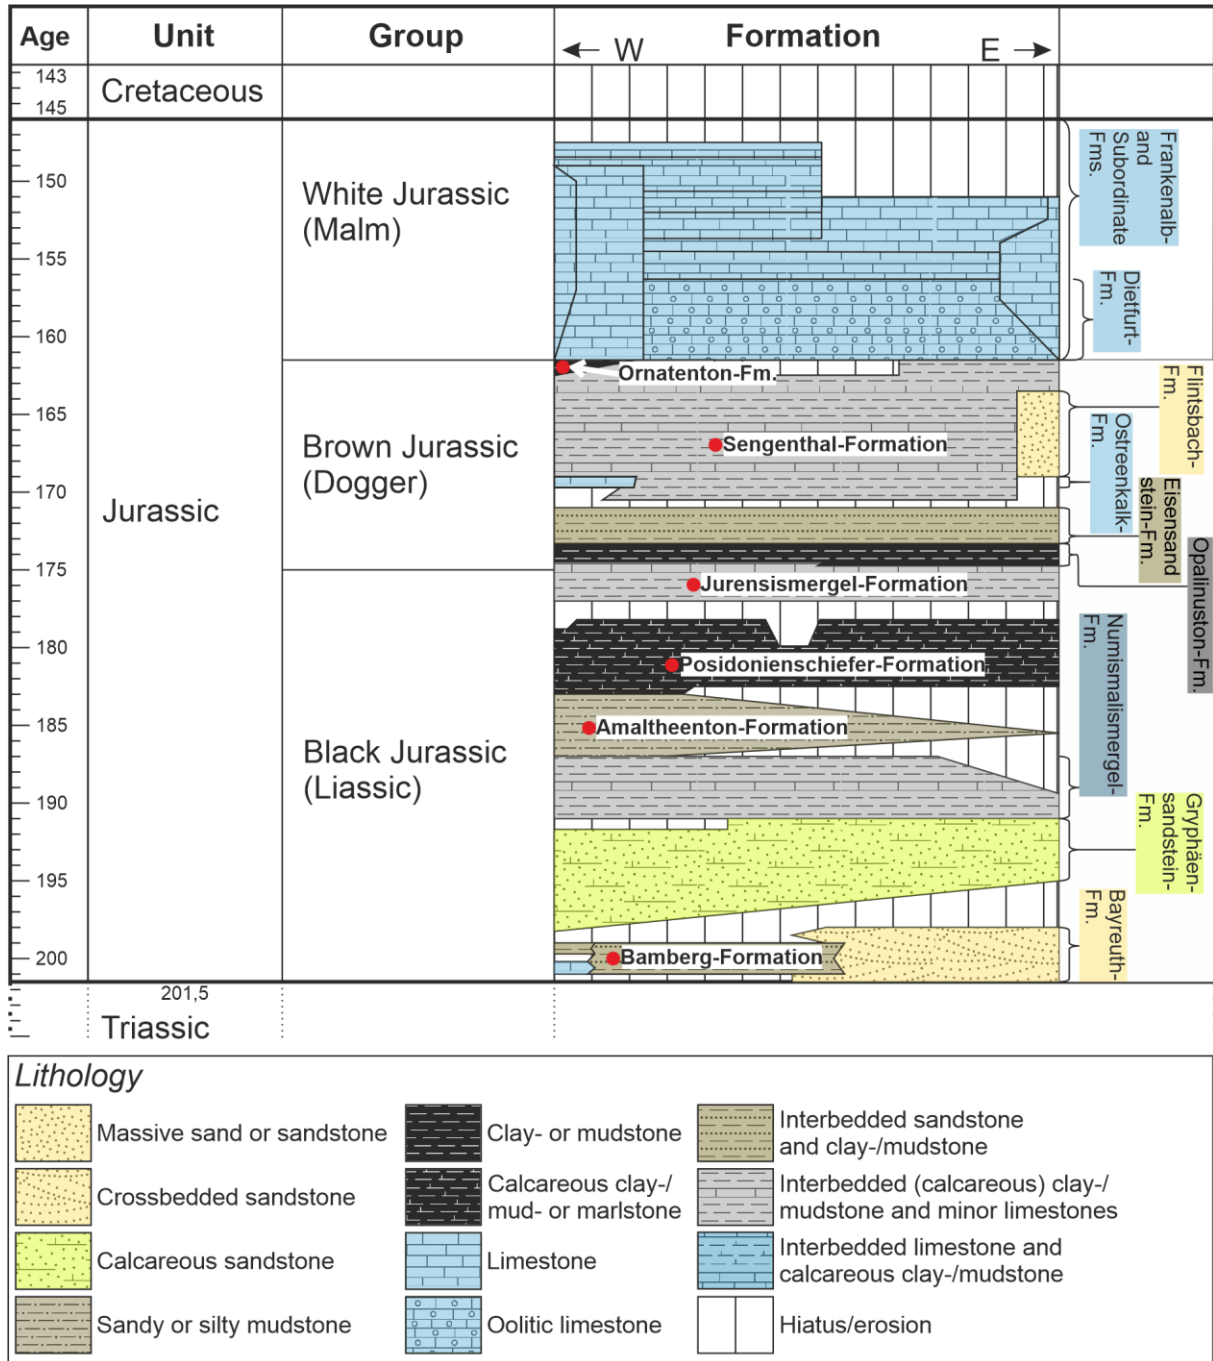 Age
Unit
Group
Formation
W
E
143
145
Cretaceous
150
155
160
165
170
175
180
185
190
195
200
Jurassic
White Jurassic
(Malm)
Brown Jurassic
(Dogger)
Black Jurassic
(Liassic)
Ornatenton-Fm.
Sengenthal-Formation
Jurensismergel-Formation
Posidonienschiefer-Formation
Amaltheenton-Formation
Bamberg-Formation
Frankenalb-
and
Subordinate
Fms.
Dietfurt-
Fm.
Flintsbach-
Fm.
Ostreenkalk-
Fm.
Eisensand
stein-Fm.
Opalinuston-Fm.
Numismalismergel-
Fm.
Gryphäen-
sandstein-
Fm.
Bayreuth-
Fm.
201,5
Triassic
Lithology
Massive sand or sandstone
Crossbedded sandstone
Calcareous sandstone
Sandy or silty mudstone
Clay- or mudstone
Calcareous clay-/
mud- or marlstone
Limestone
Oolitic limestone
Interbedded sandstone
and clay-/mudstone
Interbedded (calcareous) clay-/
mudstone and minor limestones
Interbedded limestone and
calcareous clay-/mudstone
Hiatus/erosion